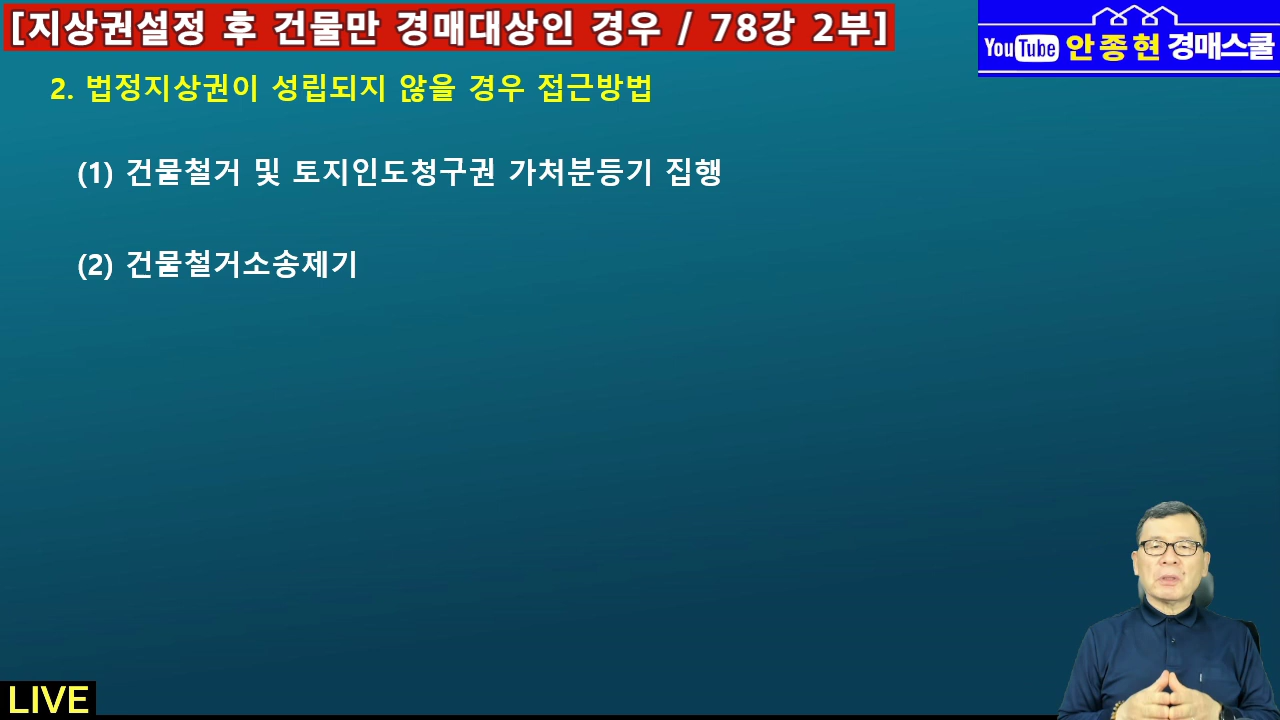 [지상권설정 후 건물만 경매대상인 경우 / 78강 2부]
YouTube 안종현 경매스쿨
2. 법정지상권이 성립되지 않을 경우 접근방법
(1) 건물철거 및 토지인도청구권 가처분등기 집행
(2) 건물철거소송제기
LIVE